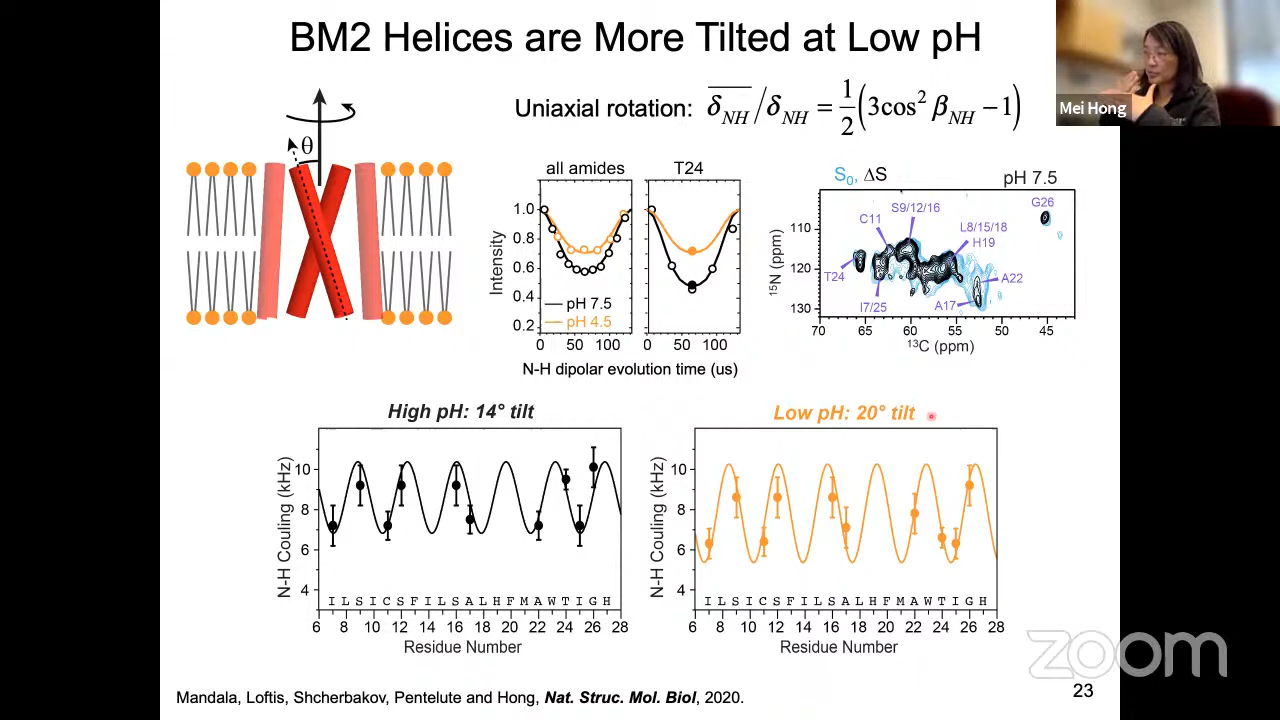 BM2 Helices are More Tilted at Low pH
Mei Hong
Uniaxial rotation: δNH/δNH = 1/2(3cos² βNH − 1)
θ
all amides
T24
Intensity
1.0
0.8
0.6
0.4
0.2
pH 7.5
pH 4.5
0 50 100
0 50 100
N-H dipolar evolution time (us)
S0, ΔS
pH 7.5
G26
S9/12/16
C11
L8/15/18
H19
T24
A22
I7/25
A17
15N (ppm)
110
120
130
70 65 60 55 50 45
13C (ppm)
High pH: 14° tilt
N-H Couling (kHz)
10
8
6
4
I L S I C S F I L S A L H F M A W T I G H
6 8 10 12 14 16 18 20 22 24 26 28
Residue Number
Low pH: 20° tilt
N-H Couling (kHz)
10
8
6
4
I L S I C S F I L S A L H F M A W T I G H
6 8 10 12 14 16 18 20 22 24 26 28
Residue Number
zoom
Mandala, Loftis, Shcherbakov, Pentelute and Hong, Nat. Struc. Mol. Biol, 2020.
23